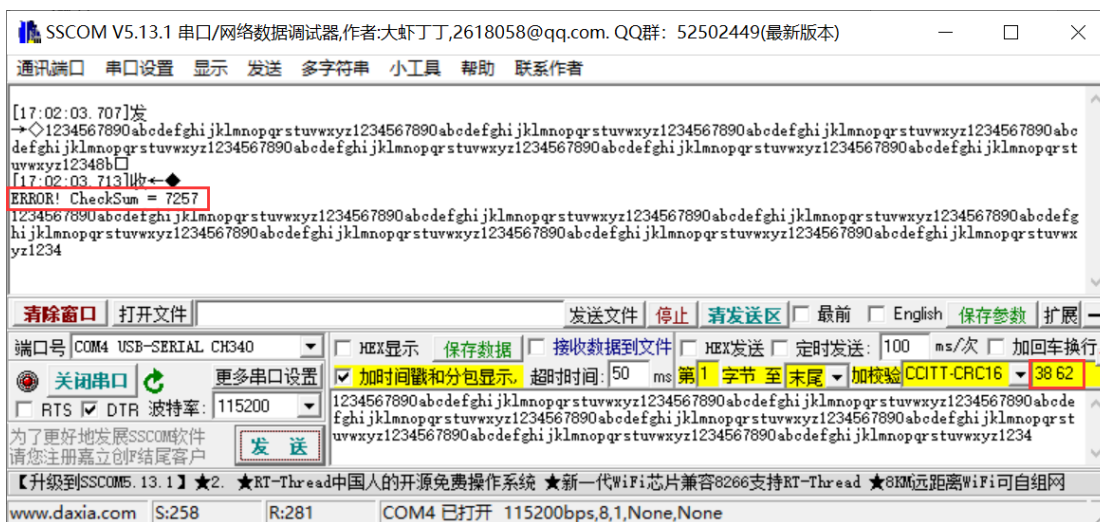 SSCOM V5.13.1 串口/网络数据调试器,作者:大虾丁丁,2618058@qq.com. QQ群：52502449(最新版本)
通讯端口 串口设置 显示 发送 多字符串 小工具 帮助 联系作者
[17:02:03.707]发
→◇1234567890abcdefghijklmnopqrstuvwxyz1234567890abcdefghijklmnopqrstuvwxyz1234567890abcdefghijklmnopqrstuvwxyz1234567890abc
defghijklmnopqrstuvwxyz1234567890abcdefghijklmnopqrstuvwxyz1234567890abcdefghijklmnopqrstuvwxyz1234567890abcdefghijklmnopqrst
uvwxyz12348b□
[17:02:03.713]收←◆
ERROR! CheckSum = 7257
1234567890abcdefghijklmnopqrstuvwxyz1234567890abcdefghijklmnopqrstuvwxyz1234567890abcdefghijklmnopqrstuvwxyz1234567890abcdefg
hijklmnopqrstuvwxyz1234567890abcdefghijklmnopqrstuvwxyz1234567890abcdefghijklmnopqrstuvwxyz1234567890abcdefghijklmnopqrstuvwx
yz1234
清除窗口 打开文件 发送文件 停止 清发送区 最前 English 保存参数 扩展 —
端口号 COM4 USB-SERIAL CH340 HEX显示 保存数据 接收数据到文件 HEX发送 定时发送: 100 ms/次 加回车换行
关闭串口 更多串口设置 加时间戳和分包显示, 超时时间: 50 ms 第 1 字节 至 末尾 加校验 CCITT-CRC16 38 62
RTS DTR 波特率: 115200
1234567890abcdefghijklmnopqrstuvwxyz1234567890abcdefghijklmnopqrstuvwxyz1234567890abcdefghijklmnopqrstuvwxyz1234567890abcde
fghijklmnopqrstuvwxyz1234567890abcdefghijklmnopqrstuvwxyz1234567890abcdefghijklmnopqrstuvwxyz1234567890abcdefghijklmnopqrst
uvwxyz1234567890abcdefghijklmnopqrstuvwxyz1234567890abcdefghijklmnopqrstuvwxyz1234
为了更好地发展SSCOM软件
请您注册嘉立创F结尾客户
发 送
【升级到SSCOM5.13.1】★2. ★RT-Thread中国人的开源免费操作系统 ★新一代WiFi芯片兼容8266支持RT-Thread ★8KM远距离WiFi可自组网
www.daxia.com S:258 R:281 COM4 已打开 115200bps,8,1,None,None